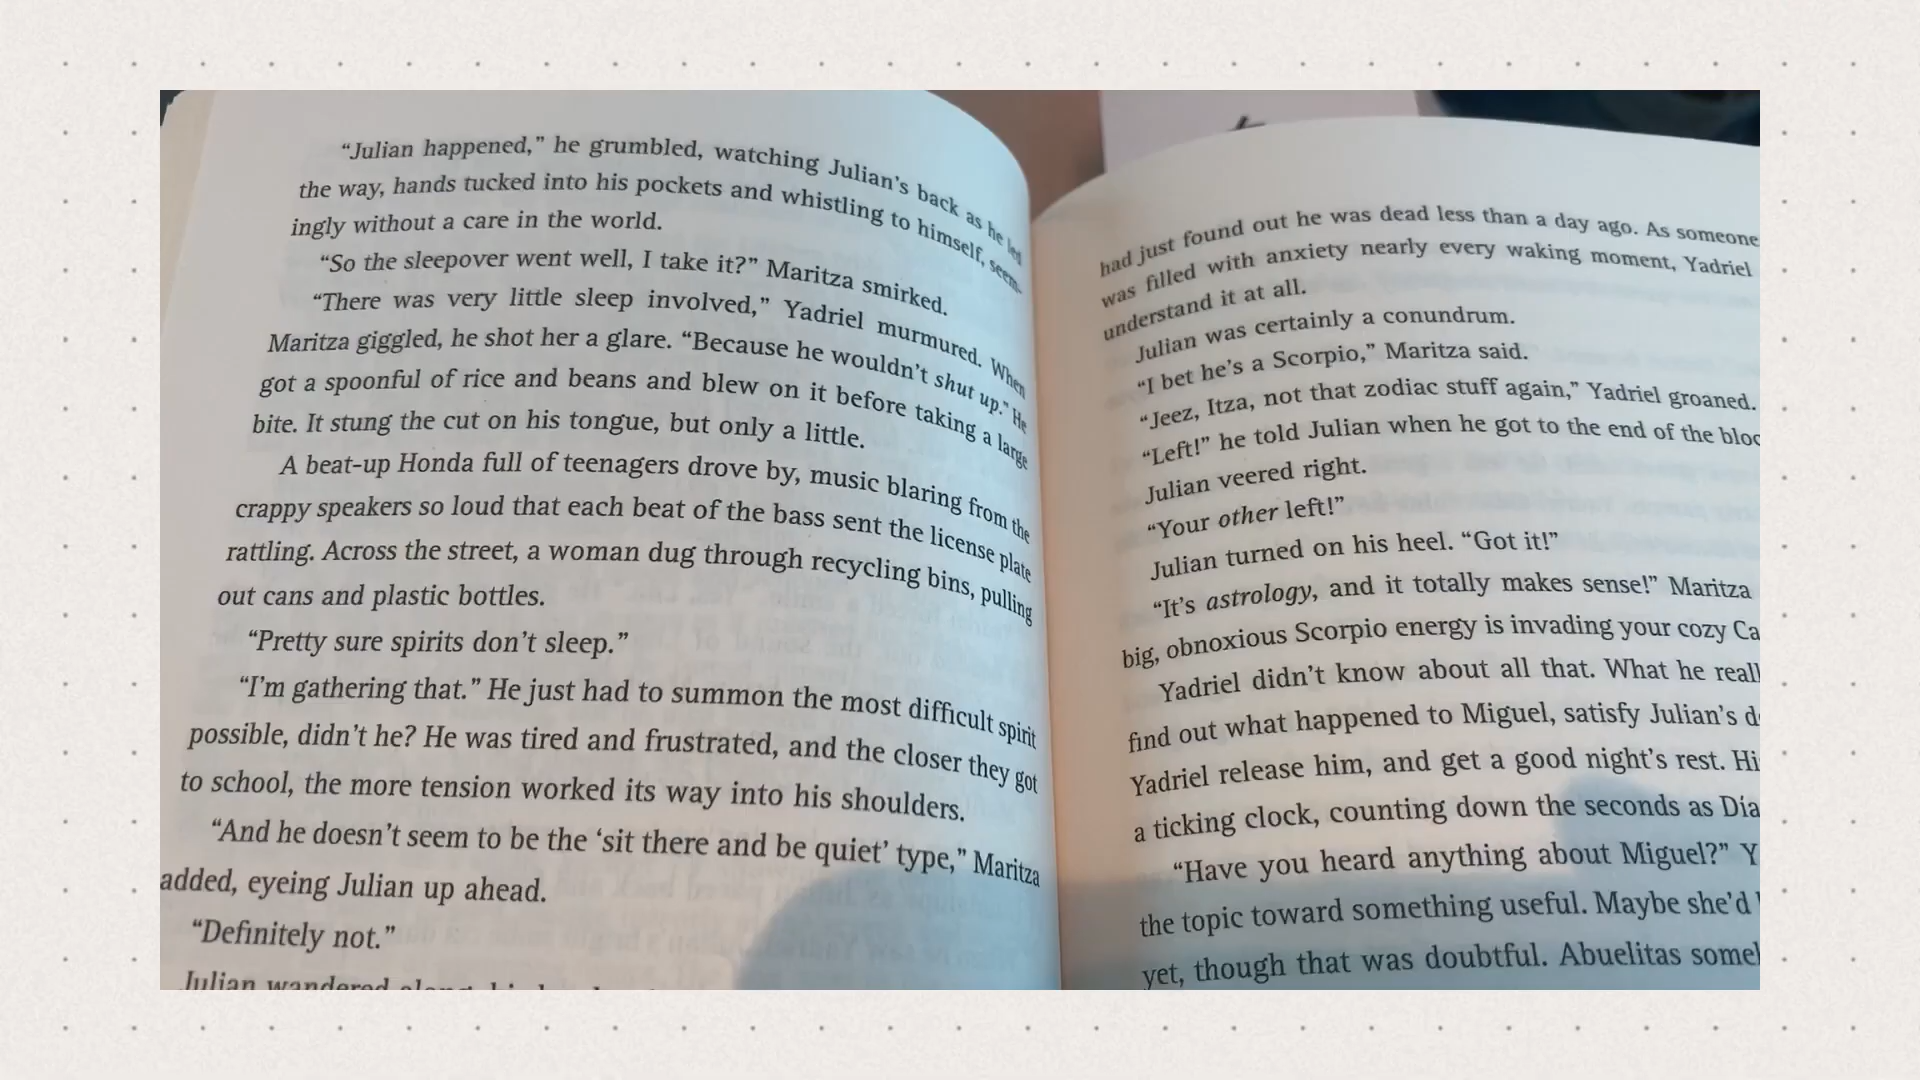 “Julian happened,” he grumbled, watching Julian’s back as he led
the way, hands tucked into his pockets and whistling to himself, seem-
ingly without a care in the world.
“So the sleepover went well, I take it?” Maritza smirked.
“There was very little sleep involved,” Yadriel murmured. When
Maritza giggled, he shot her a glare. “Because he wouldn’t shut up.” He
got a spoonful of rice and beans and blew on it before taking a large
bite. It stung the cut on his tongue, but only a little.
A beat-up Honda full of teenagers drove by, music blaring from the
crappy speakers so loud that each beat of the bass sent the license plate
rattling. Across the street, a woman dug through recycling bins, pulling
out cans and plastic bottles.
“Pretty sure spirits don’t sleep.”
“I’m gathering that.” He just had to summon the most difficult spirit
possible, didn’t he? He was tired and frustrated, and the closer they got
to school, the more tension worked its way into his shoulders.
“And he doesn’t seem to be the ‘sit there and be quiet’ type,” Maritza
added, eyeing Julian up ahead.
“Definitely not.”
Julian wandered
had just found out he was dead less than a day ago. As someone
was filled with anxiety nearly every waking moment, Yadriel
understand it at all.
Julian was certainly a conundrum.
“I bet he’s a Scorpio,” Maritza said.
“Jeez, Itza, not that zodiac stuff again,” Yadriel groaned.
“Left!” he told Julian when he got to the end of the
Julian veered right.
“Your other left!”
Julian turned on his heel. “Got it!”
“It’s astrology, and it totally makes sense!” Maritza
big, obnoxious Scorpio energy is invading your cozy
Yadriel didn’t know about all that. What he
find out what happened to Miguel, satisfy Julian’s
Yadriel release him, and get a good night’s rest.
a ticking clock, counting down the seconds as Día
“Have you heard anything about Miguel?”
the topic toward something useful. Maybe she’d
yet, though that was doubtful. Abuelitas